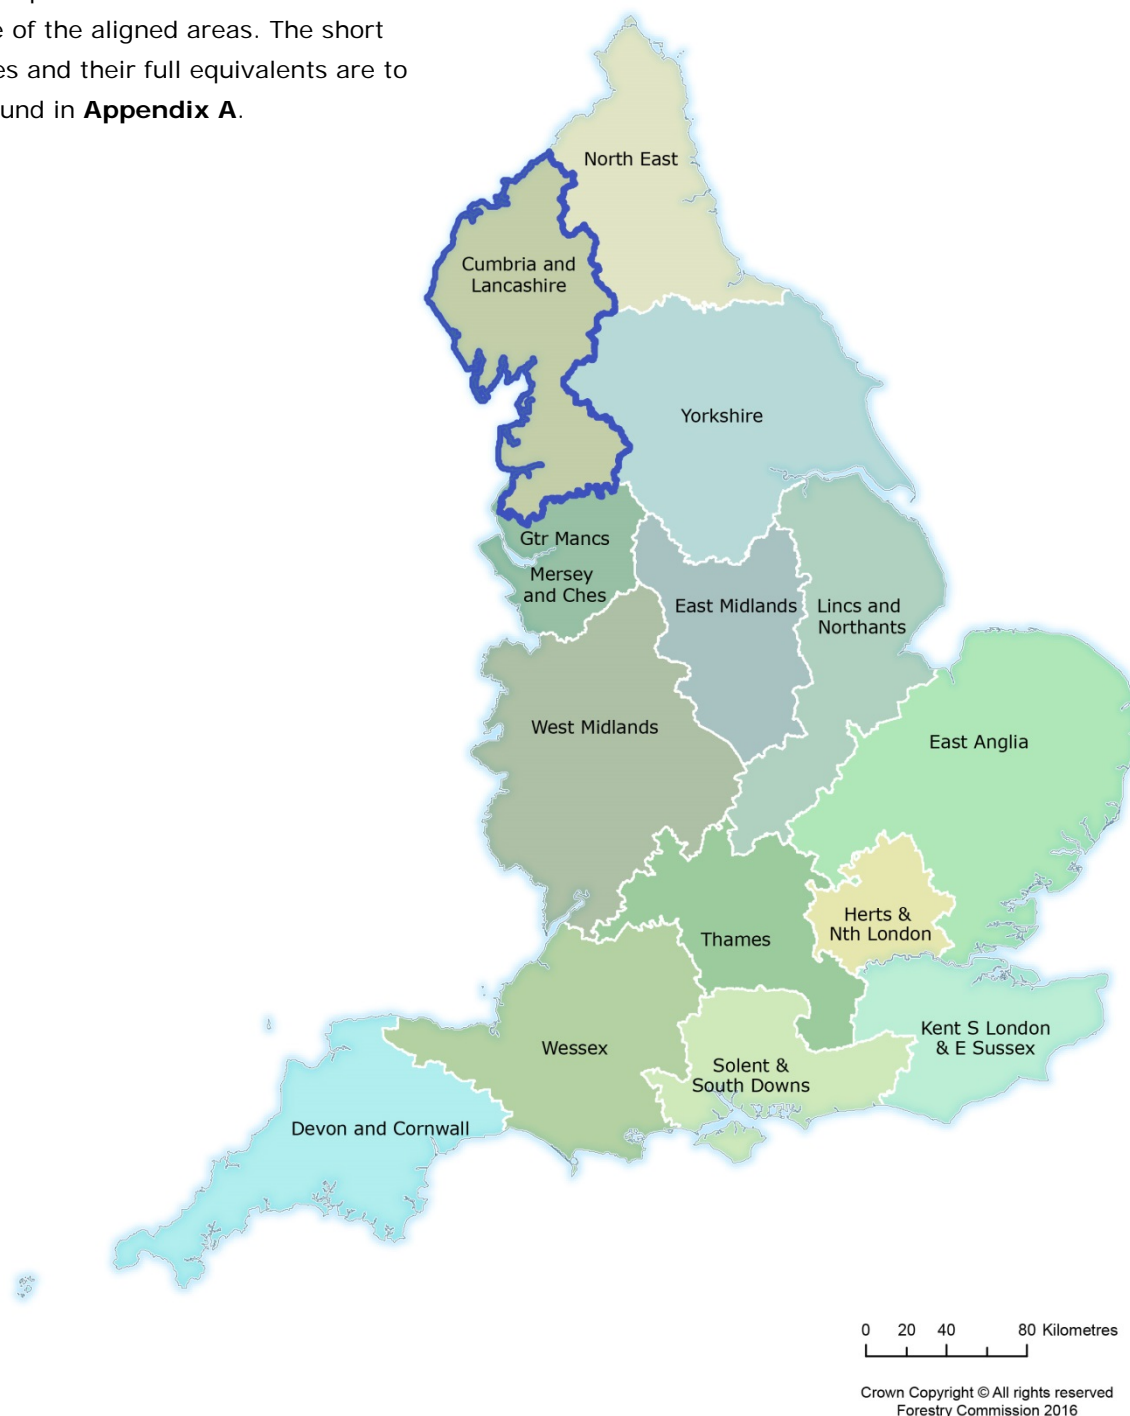 e of the aligned areas. The short
es and their full equivalents are to
und in Appendix A.
North East
Cumbria and
Lancashire
Yorkshire
Gtr Mancs
Mersey
and Ches
East Midlands
Lincs and
Northants
West Midlands
East Anglia
Herts &
Nth London
Thames
Kent S London
& E Sussex
Wessex
Solent &
South Downs
Devon and Cornwall
0 20 40 80 Kilometres
Crown Copyright © All rights reserved
Forestry Commission 2016